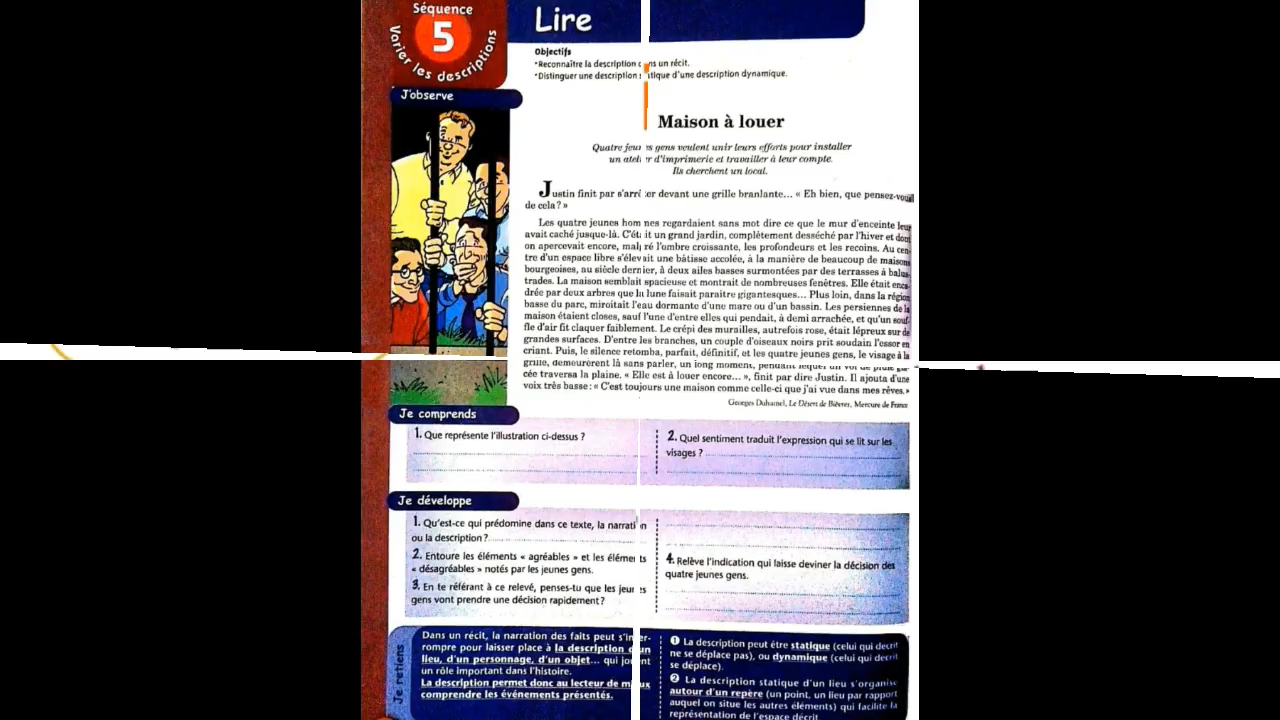 Séquence
5
Varier les descriptions
Lire
Objectifs
•Reconnaître la description dans un récit.
•Distinguer une description statique d'une description dynamique.
J'observe
Maison à louer
Quatre jeunes gens veulent unir leurs efforts pour installer
un atelier d'imprimerie et travailler à leur compte.
Ils cherchent un local.
Justin finit par s'arrêter devant une grille branlante... « Eh bien, que pensez-vous
de cela ? »
Les quatre jeunes hommes regardaient sans mot dire ce que le mur d'enceinte leur
avait caché jusque-là. C'était un grand jardin, complètement desséché par l'hiver et dont
on apercevait encore, malgré l'ombre croissante, les profondeurs et les recoins. Au cen-
tre d'un espace libre s'élevait une bâtisse accolée, à la manière de beaucoup de maisons
bourgeoises, au siècle dernier, à deux ailes basses surmontées par des terrasses à balus-
trades. La maison semblait spacieuse et montrait de nombreuses fenêtres. Elle était enca-
drée par deux arbres que la lune faisait paraître gigantesques... Plus loin, dans la région
basse du parc, miroitait l'eau dormante d'une mare ou d'un bassin. Les persiennes de la
maison étaient closes, sauf l'une d'entre elles qui pendait, à demi arrachée, et qu'un souf-
fle d'air fit claquer faiblement. Le crépi des murailles, autrefois rose, était lépreux sur de
grandes surfaces. D'entre les branches, un couple d'oiseaux noirs prit soudain l'essor en
criant. Puis, le silence retomba, parfait, définitif, et les quatre jeunes gens, le visage à la
grille, demeurèrent là sans parler, un long moment, pendant lequel un vol de pluie gla-
cée traversa la plaine. « Elle est à louer encore... », finit par dire Justin. Il ajouta d'une
voix très basse : « C'est toujours une maison comme celle-ci que j'ai vue dans mes rêves. »
Georges Duhamel, Le Désert de Bièvres, Mercure de France
Je comprends
1. Que représente l'illustration ci-dessus ?
2. Quel sentiment traduit l'expression qui se lit sur les
visages ?
Je développe
1. Qu'est-ce qui prédomine dans ce texte, la narration
ou la description ?
2. Entoure les éléments « agréables » et les éléments
« désagréables » notés par les jeunes gens.
3. En te référant à ce relevé, penses-tu que les jeunes
gens vont prendre une décision rapidement ?
4. Relève l'indication qui laisse deviner la décision des
quatre jeunes gens.
Je retiens
Dans un récit, la narration des faits peut s'inter-
rompre pour laisser place à la description d'un
lieu, d'un personnage, d'un objet... qui jouent
un rôle important dans l'histoire.
La description permet donc au lecteur de mieux
comprendre les événements présentés.
1 La description peut être statique (celui qui décrit
ne se déplace pas), ou dynamique (celui qui décrit
se déplace).
2 La description statique d'un lieu s'organise
autour d'un repère (un point, un lieu par rapport
auquel on situe les autres éléments) qui facilite la
représentation de l'espace décrit.